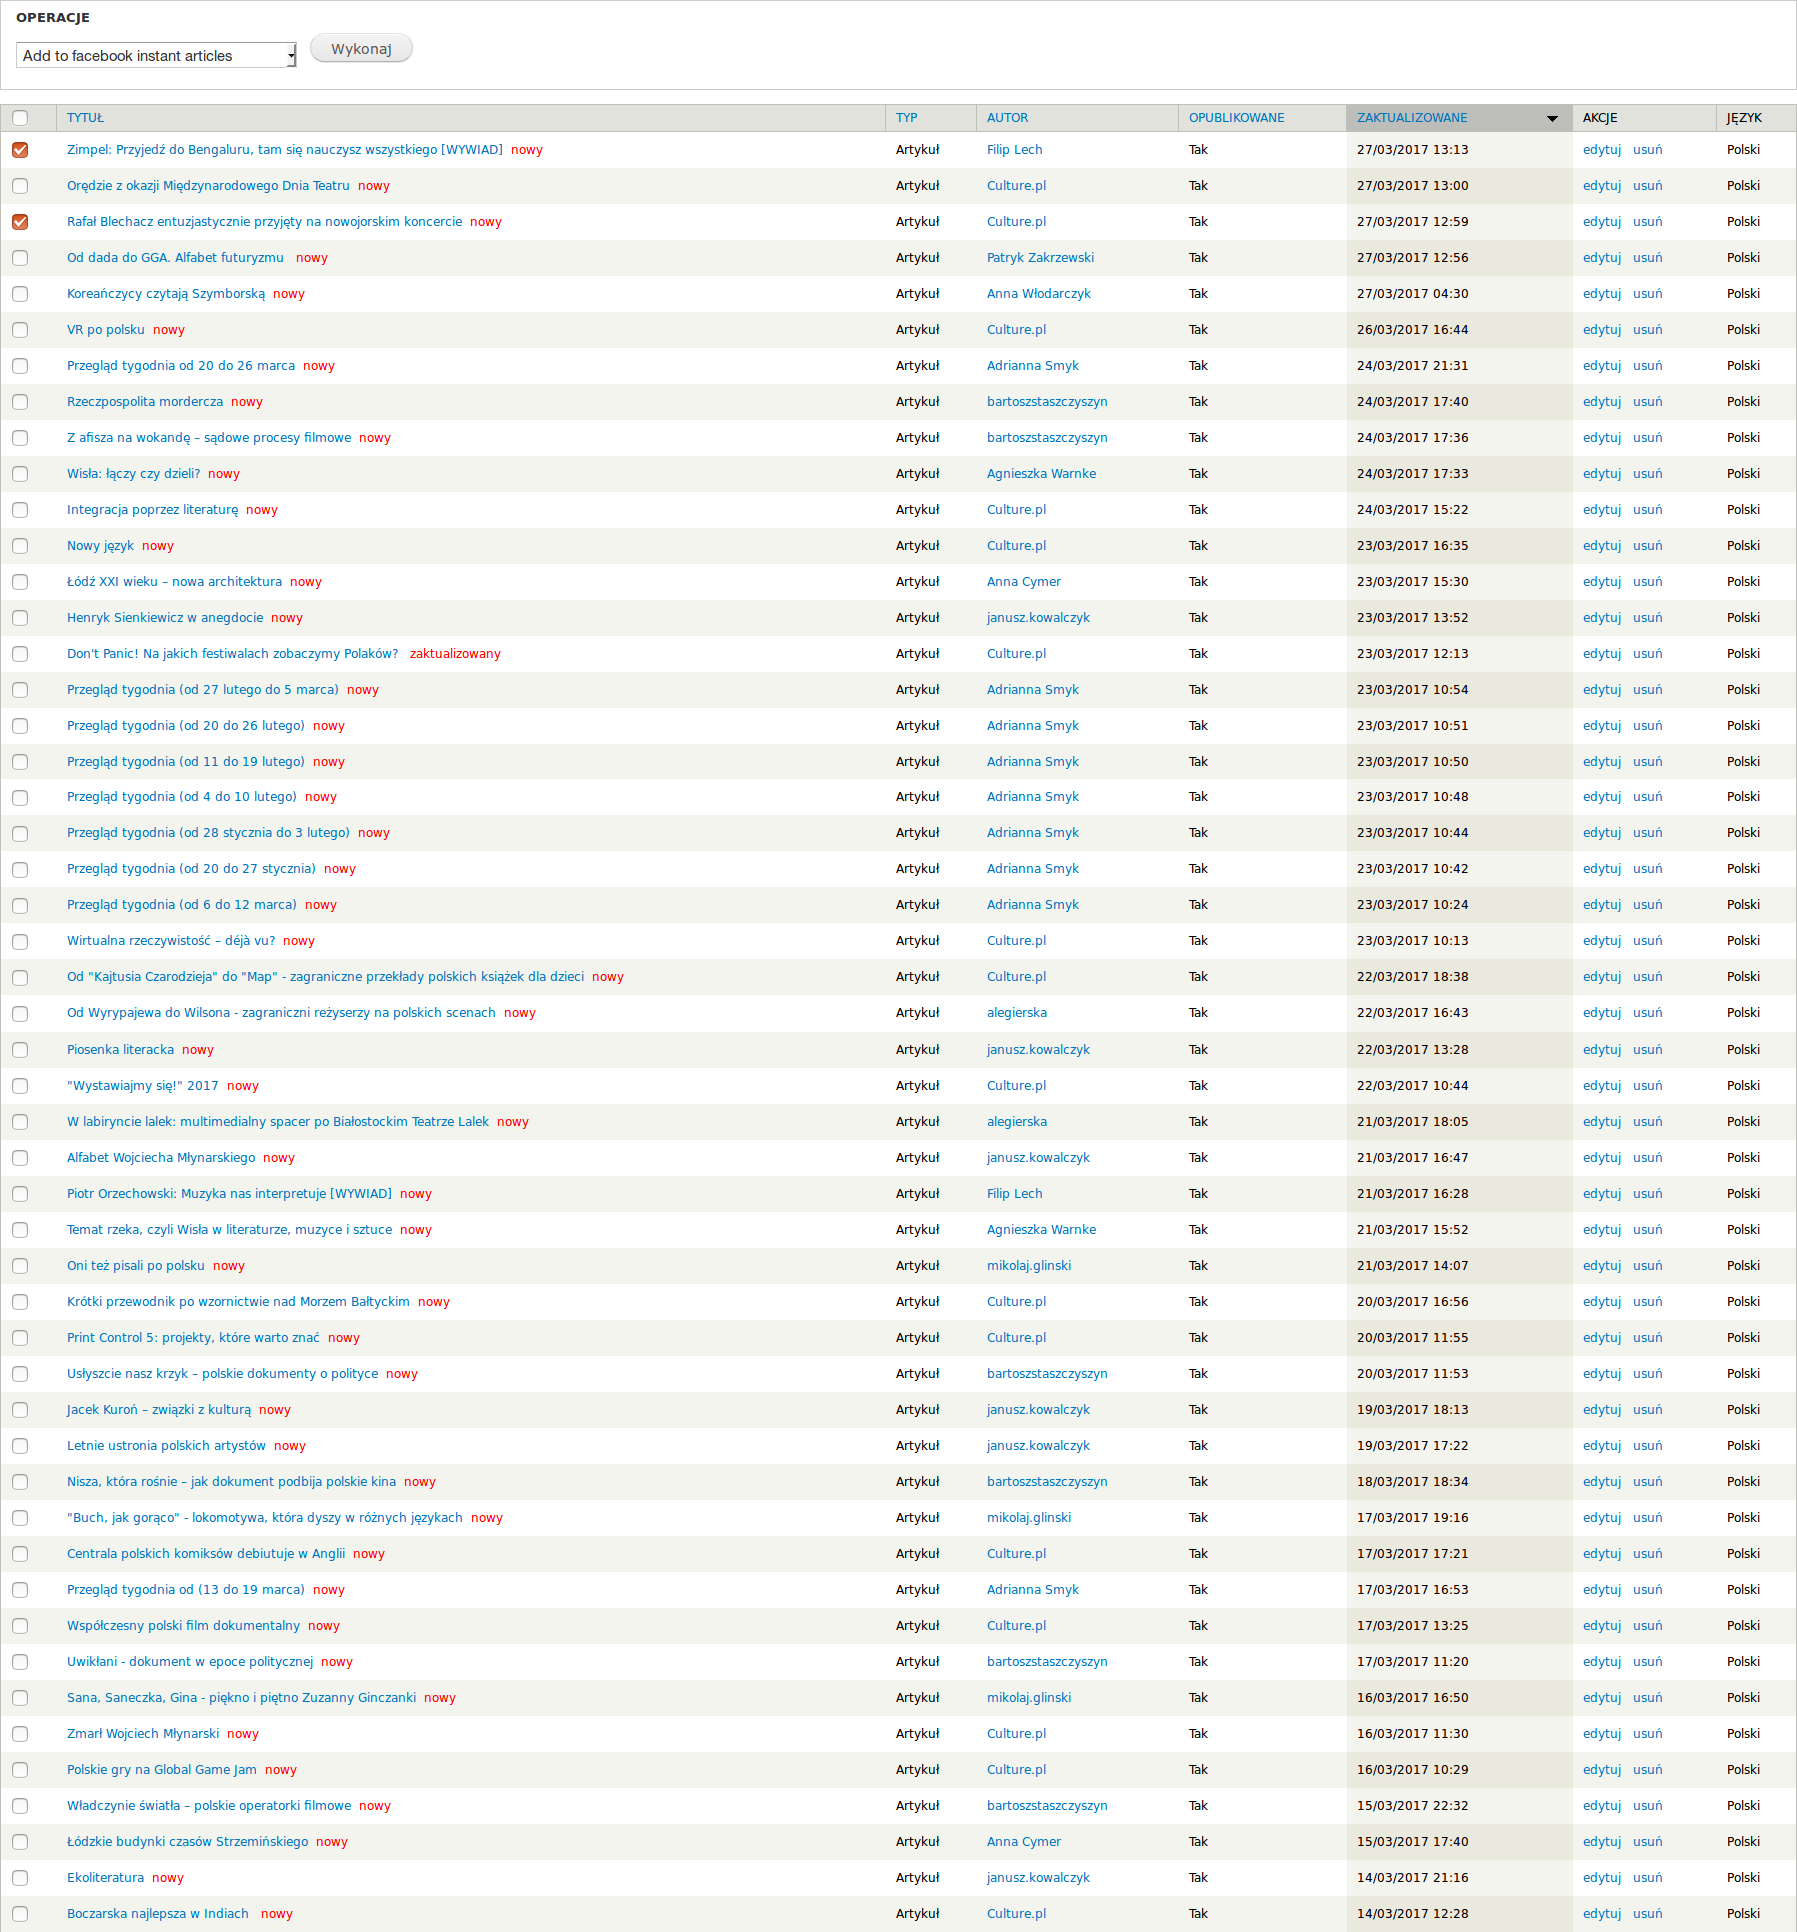 OPERACJE
Add to facebook instant articles Wykonaj
TYTUŁ TYP AUTOR OPUBLIKOWANE ZAKTUALIZOWANE AKCJE JĘZYK
Zimpel: Przyjedź do Bengaluru, tam się nauczysz wszystkiego [WYWIAD] nowy Artykuł Filip Lech Tak 27/03/2017 13:13 edytuj usuń Polski
Orędzie z okazji Międzynarodowego Dnia Teatru nowy Artykuł Culture.pl Tak 27/03/2017 13:00 edytuj usuń Polski
Rafał Blechacz entuzjastycznie przyjęty na nowojorskim koncercie nowy Artykuł Culture.pl Tak 27/03/2017 12:59 edytuj usuń Polski
Od dada do GGA. Alfabet futuryzmu nowy Artykuł Patryk Zakrzewski Tak 27/03/2017 12:56 edytuj usuń Polski
Koreańczycy czytają Szymborską nowy Artykuł Anna Włodarczyk Tak 27/03/2017 04:30 edytuj usuń Polski
VR po polsku nowy Artykuł Culture.pl Tak 26/03/2017 16:44 edytuj usuń Polski
Przegląd tygodnia od 20 do 26 marca nowy Artykuł Adrianna Smyk Tak 24/03/2017 21:31 edytuj usuń Polski
Rzeczpospolita mordercza nowy Artykuł bartoszstaszczyszyn Tak 24/03/2017 17:40 edytuj usuń Polski
Z afisza na wokandę – sądowe procesy filmowe nowy Artykuł bartoszstaszczyszyn Tak 24/03/2017 17:36 edytuj usuń Polski
Wisła: łączy czy dzieli? nowy Artykuł Agnieszka Warnke Tak 24/03/2017 17:33 edytuj usuń Polski
Integracja poprzez literaturę nowy Artykuł Culture.pl Tak 24/03/2017 15:22 edytuj usuń Polski
Nowy język nowy Artykuł Culture.pl Tak 23/03/2017 16:35 edytuj usuń Polski
Łódź XXI wieku – nowa architektura nowy Artykuł Anna Cymer Tak 23/03/2017 15:30 edytuj usuń Polski
Henryk Sienkiewicz w anegdocie nowy Artykuł janusz.kowalczyk Tak 23/03/2017 13:52 edytuj usuń Polski
Don't Panic! Na jakich festiwalach zobaczymy Polaków? zaktualizowany Artykuł Culture.pl Tak 23/03/2017 12:13 edytuj usuń Polski
Przegląd tygodnia (od 27 lutego do 5 marca) nowy Artykuł Adrianna Smyk Tak 23/03/2017 10:54 edytuj usuń Polski
Przegląd tygodnia (od 20 do 26 lutego) nowy Artykuł Adrianna Smyk Tak 23/03/2017 10:51 edytuj usuń Polski
Przegląd tygodnia (od 11 do 19 lutego) nowy Artykuł Adrianna Smyk Tak 23/03/2017 10:50 edytuj usuń Polski
Przegląd tygodnia (od 4 do 10 lutego) nowy Artykuł Adrianna Smyk Tak 23/03/2017 10:48 edytuj usuń Polski
Przegląd tygodnia (od 28 stycznia do 3 lutego) nowy Artykuł Adrianna Smyk Tak 23/03/2017 10:44 edytuj usuń Polski
Przegląd tygodnia (od 20 do 27 stycznia) nowy Artykuł Adrianna Smyk Tak 23/03/2017 10:42 edytuj usuń Polski
Przegląd tygodnia (od 6 do 12 marca) nowy Artykuł Adrianna Smyk Tak 23/03/2017 10:24 edytuj usuń Polski
Wirtualna rzeczywistość – déjà vu? nowy Artykuł Culture.pl Tak 23/03/2017 10:13 edytuj usuń Polski
Od "Kajtusia Czarodzieja" do "Map" - zagraniczne przekłady polskich książek dla dzieci nowy Artykuł Culture.pl Tak 22/03/2017 18:38 edytuj usuń Polski
Od Wyrypajewa do Wilsona - zagraniczni reżyserzy na polskich scenach nowy Artykuł alegierska Tak 22/03/2017 16:43 edytuj usuń Polski
Piosenka literacka nowy Artykuł janusz.kowalczyk Tak 22/03/2017 13:28 edytuj usuń Polski
"Wystawiajmy się!" 2017 nowy Artykuł Culture.pl Tak 22/03/2017 10:44 edytuj usuń Polski
W labiryncie lalek: multimedialny spacer po Białostockim Teatrze Lalek nowy Artykuł alegierska Tak 21/03/2017 18:05 edytuj usuń Polski
Alfabet Wojciecha Młynarskiego nowy Artykuł janusz.kowalczyk Tak 21/03/2017 16:47 edytuj usuń Polski
Piotr Orzechowski: Muzyka nas interpretuje [WYWIAD] nowy Artykuł Filip Lech Tak 21/03/2017 16:28 edytuj usuń Polski
Temat rzeka, czyli Wisła w literaturze, muzyce i sztuce nowy Artykuł Agnieszka Warnke Tak 21/03/2017 15:52 edytuj usuń Polski
Oni też pisali po polsku nowy Artykuł mikolaj.glinski Tak 21/03/2017 14:07 edytuj usuń Polski
Krótki przewodnik po wzornictwie nad Morzem Bałtyckim nowy Artykuł Culture.pl Tak 20/03/2017 16:56 edytuj usuń Polski
Print Control 5: projekty, które warto znać nowy Artykuł Culture.pl Tak 20/03/2017 11:55 edytuj usuń Polski
Usłyszcie nasz krzyk – polskie dokumenty o polityce nowy Artykuł bartoszstaszczyszyn Tak 20/03/2017 11:53 edytuj usuń Polski
Jacek Kuroń – związki z kulturą nowy Artykuł janusz.kowalczyk Tak 19/03/2017 18:13 edytuj usuń Polski
Letnie ustronia polskich artystów nowy Artykuł janusz.kowalczyk Tak 19/03/2017 17:22 edytuj usuń Polski
Nisza, która rośnie – jak dokument podbija polskie kina nowy Artykuł bartoszstaszczyszyn Tak 18/03/2017 18:34 edytuj usuń Polski
"Buch, jak gorąco" - lokomotywa, która dyszy w różnych językach nowy Artykuł mikolaj.glinski Tak 17/03/2017 19:16 edytuj usuń Polski
Centrala polskich komiksów debiutuje w Anglii nowy Artykuł Culture.pl Tak 17/03/2017 17:21 edytuj usuń Polski
Przegląd tygodnia od (13 do 19 marca) nowy Artykuł Adrianna Smyk Tak 17/03/2017 16:53 edytuj usuń Polski
Współczesny polski film dokumentalny nowy Artykuł Culture.pl Tak 17/03/2017 13:25 edytuj usuń Polski
Uwikłani - dokument w epoce politycznej nowy Artykuł bartoszstaszczyszyn Tak 17/03/2017 11:20 edytuj usuń Polski
Sana, Saneczka, Gina - piękno i piętno Zuzanny Ginczanki nowy Artykuł mikolaj.glinski Tak 16/03/2017 16:50 edytuj usuń Polski
Zmarł Wojciech Młynarski nowy Artykuł Culture.pl Tak 16/03/2017 11:30 edytuj usuń Polski
Polskie gry na Global Game Jam nowy Artykuł Culture.pl Tak 16/03/2017 10:29 edytuj usuń Polski
Władczynie światła – polskie operatorki filmowe nowy Artykuł bartoszstaszczyszyn Tak 15/03/2017 22:32 edytuj usuń Polski
Łódzkie budynki czasów Strzemińskiego nowy Artykuł Anna Cymer Tak 15/03/2017 17:40 edytuj usuń Polski
Ekoliteratura nowy Artykuł janusz.kowalczyk Tak 14/03/2017 21:16 edytuj usuń Polski
Boczarska najlepsza w Indiach nowy Artykuł Culture.pl Tak 14/03/2017 12:28 edytuj usuń Polski